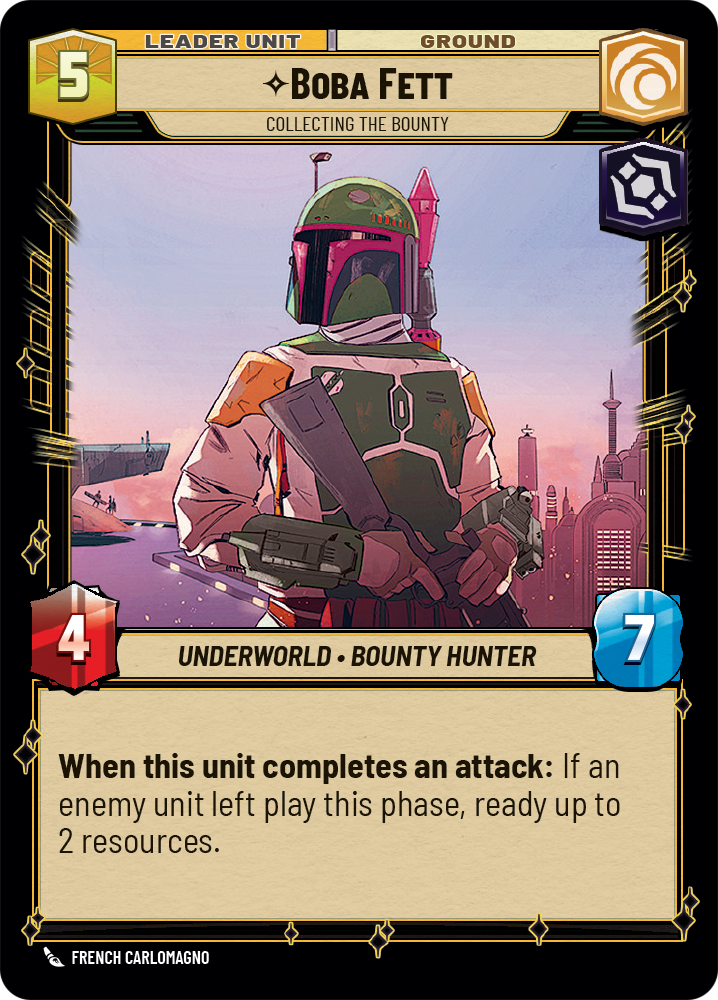 LEADER UNIT
GROUND
5
BOBA FETT
COLLECTING THE BOUNTY
4
UNDERWORLD • BOUNTY HUNTER
7
When this unit completes an attack: If an
enemy unit left play this phase, ready up to
2 resources.
FRENCH CARLOMAGNO